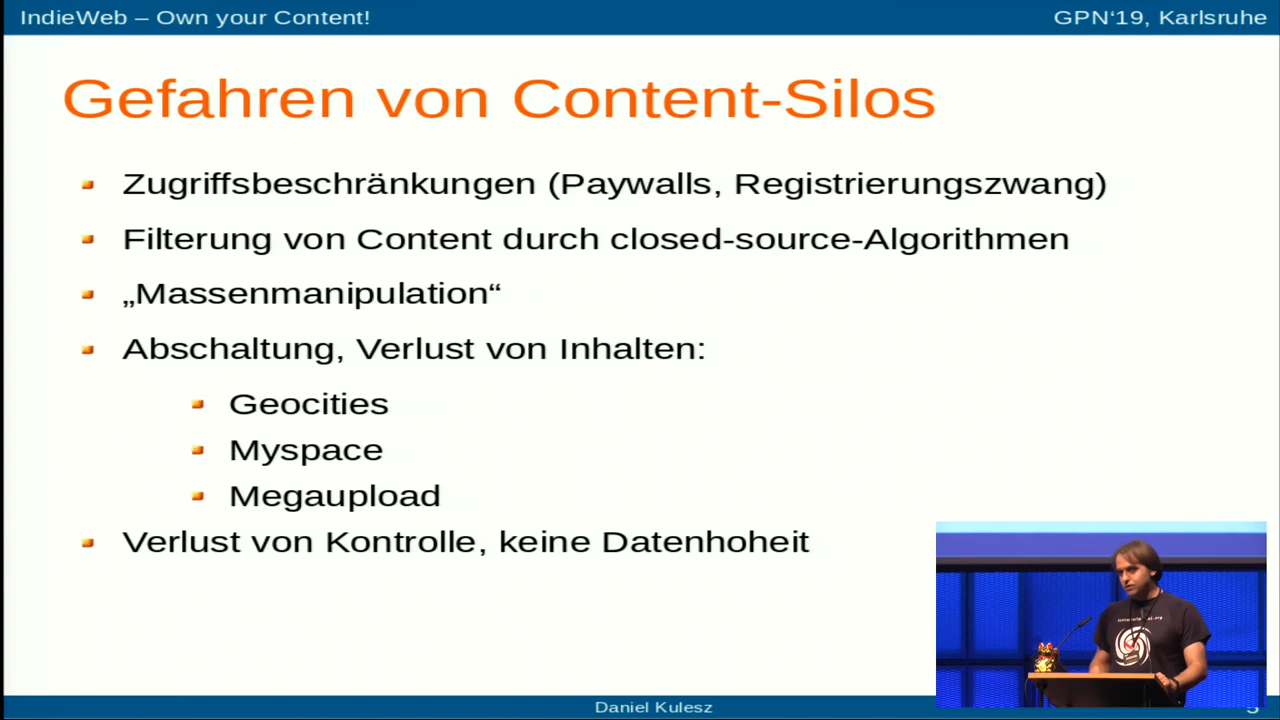 IndieWeb – Own your Content!
GPN‘19, Karlsruhe
Gefahren von Content-Silos
Zugriffsbeschränkungen (Paywalls, Registrierungszwang)
Filterung von Content durch closed-source-Algorithmen
„Massenmanipulation“
Abschaltung, Verlust von Inhalten:
Geocities
Myspace
Megaupload
Verlust von Kontrolle, keine Datenhoheit
Daniel Kulesz
5